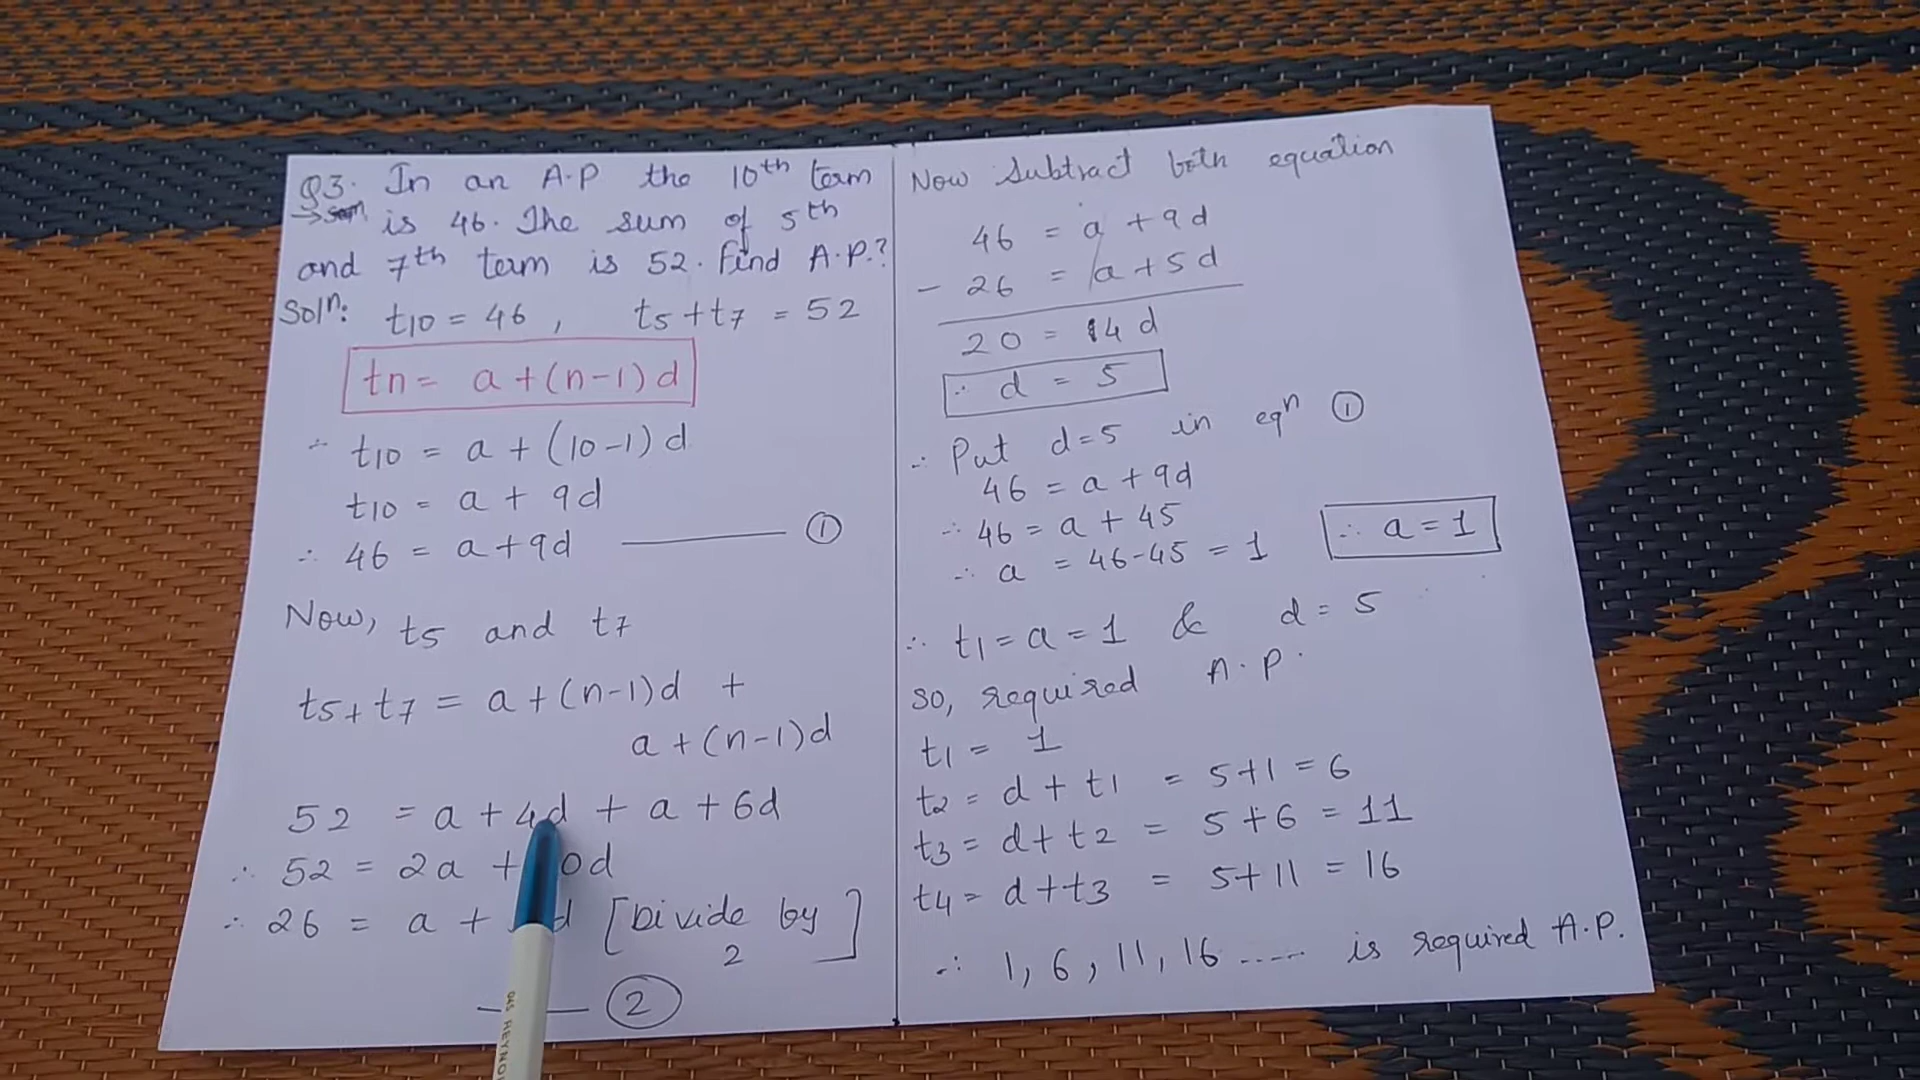 Q3. In an A.P the 10th term
is 46. The sum of 5th
and 7th term is 52. find A.P.?
Soln: t10 = 46, t5 + t7 = 52
tn = a + (n-1) d
∴ t10 = a + (10-1) d
t10 = a + 9d
∴ 46 = a + 9d ——— ①
Now, t5 and t7
t5 + t7 = a + (n-1)d +
a + (n-1)d
52 = a + 4d + a + 6d
∴ 52 = 2a + 0d
∴ 26 = a + d [Divide by
2]
—— ②
Now Subtract both equation
46 = a + 9d
- 26 = a + 5d
20 = 4d
∴ d = 5
∴ Put d=5 in eqn ①
46 = a + 9d
∴ 46 = a + 45
∴ a = 46-45 = 1 ∴ a = 1
∴ t1 = a = 1 & d = 5
so, required A.P.
t1 = 1
t2 = d + t1 = 5+1 = 6
t3 = d + t2 = 5+6 = 11
t4 = d + t3 = 5+11 = 16
∴ 1, 6, 11, 16 ..... is required A.P.